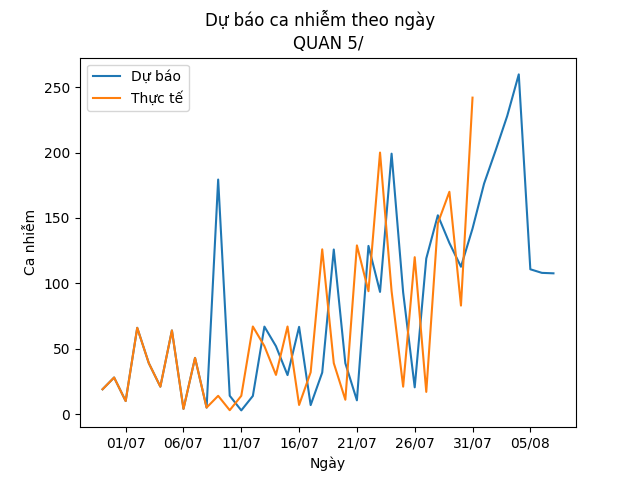 Dự báo ca nhiễm theo ngày
QUAN 5/
Dự báo
Thực tế
Ca nhiễm
250
200
150
100
50
0
01/07 06/07 11/07 16/07 21/07 26/07 31/07 05/08
Ngày